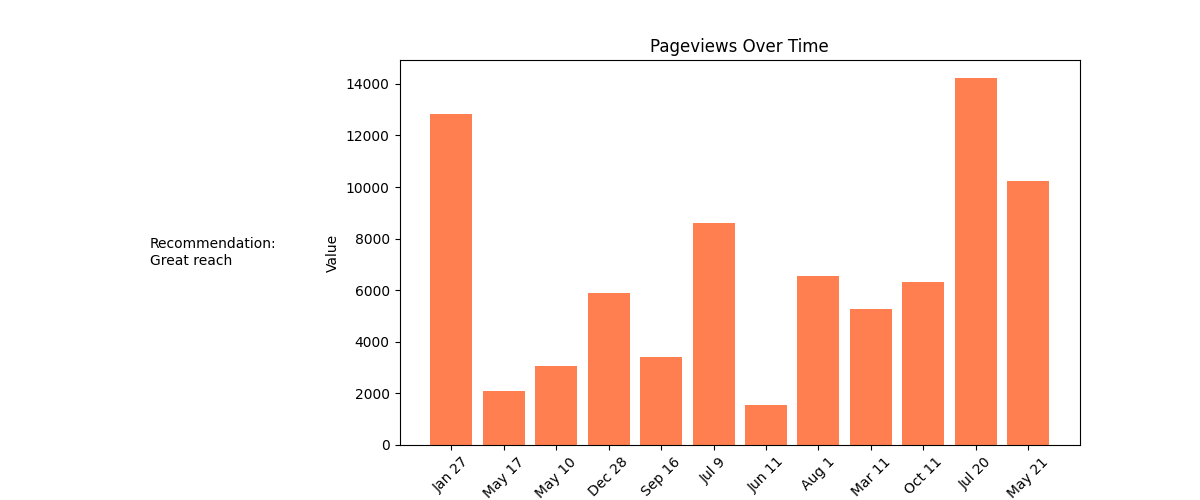 Pageviews Over Time
Recommendation:
Great reach
Value
14000
12000
10000
8000
6000
4000
2000
0
Jan 27
May 17
May 10
Dec 28
Sep 16
Jul 9
Jun 11
Aug 1
Mar 11
Oct 11
Jul 20
May 21